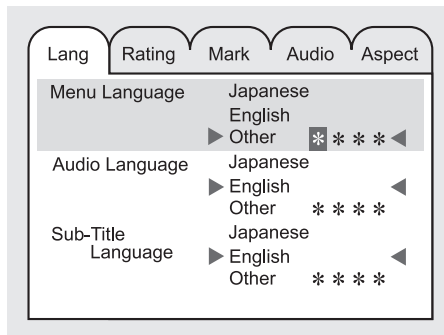 Lang Rating Mark Audio Aspect
Menu Language Japanese
English
Other * * * *
Audio Language Japanese
English
Other * * * *
Sub-Title Japanese
Language English
Other * * * *